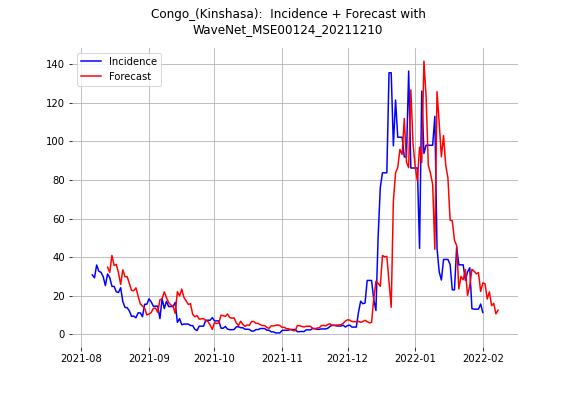 Congo_(Kinshasa):  Incidence + Forecast with
WaveNet_MSE00124_20211210
Incidence
Forecast
140
120
100
80
60
40
20
0
2021-08 2021-09 2021-10 2021-11 2021-12 2022-01 2022-02